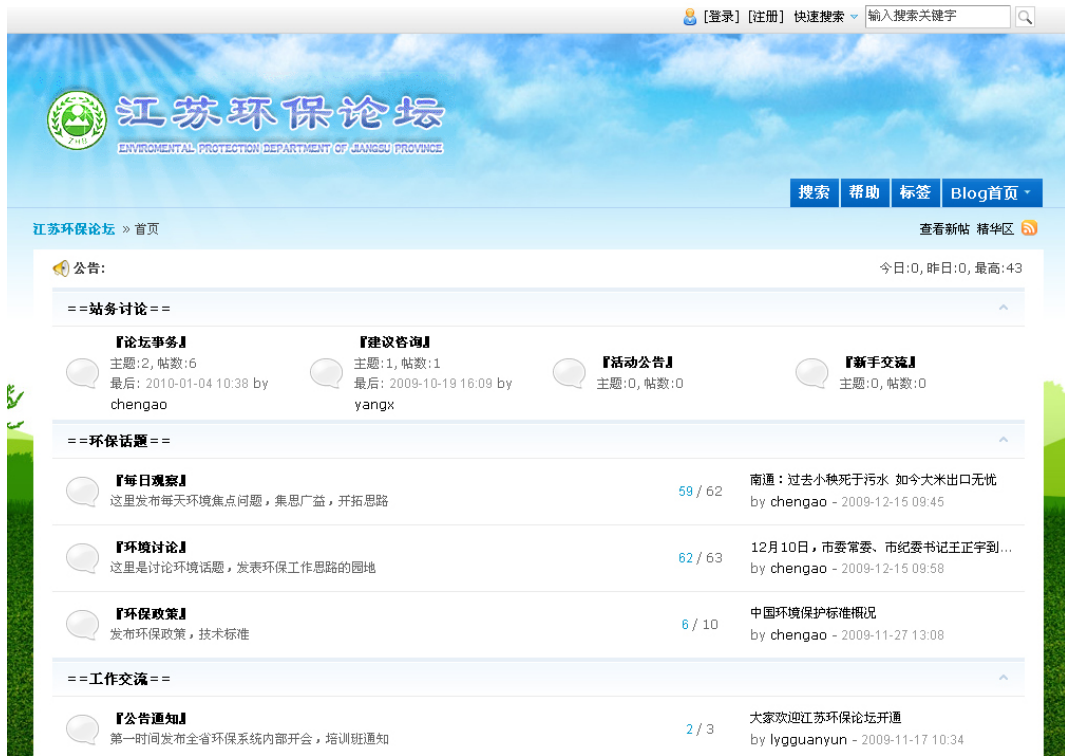 [登录] [注册] 快速搜索 输入搜索关键字
江苏环保论坛
ENVIROMENTAL PROTECTION DEPARTMENT OF JIANGSU PROVINCE
ZHB
搜索 帮助 标签 Blog首页
江苏环保论坛 » 首页 查看新帖 精华区
公告: 今日:0, 昨日:0, 最高:43
==站务讨论==
『论坛事务』 『建议咨询』 『活动公告』 『新手交流』
主题:2, 帖数:6 主题:1, 帖数:1 主题:0, 帖数:0 主题:0, 帖数:0
最后: 2010-01-04 10:38 by 最后: 2009-10-19 16:09 by
chengao yangx
==环保话题==
『每日观察』 南通：过去小秧死于污水 如今大米出口无忧
这里发布每天环境焦点问题，集思广益，开拓思路 59 / 62 by chengao - 2009-12-15 09:45
『环境讨论』 12月10日，市委常委、市纪委书记王正宇到...
这里是讨论环境话题，发表环保工作思路的园地 62 / 63 by chengao - 2009-12-15 09:58
『环保政策』 中国环境保护标准概况
发布环保政策，技术标准 6 / 10 by chengao - 2009-11-27 13:08
==工作交流==
『公告通知』 大家欢迎江苏环保论坛开通
第一时间发布全省环保系统内部开会，培训班通知 2 / 3 by lygguanyun - 2009-11-17 10:34